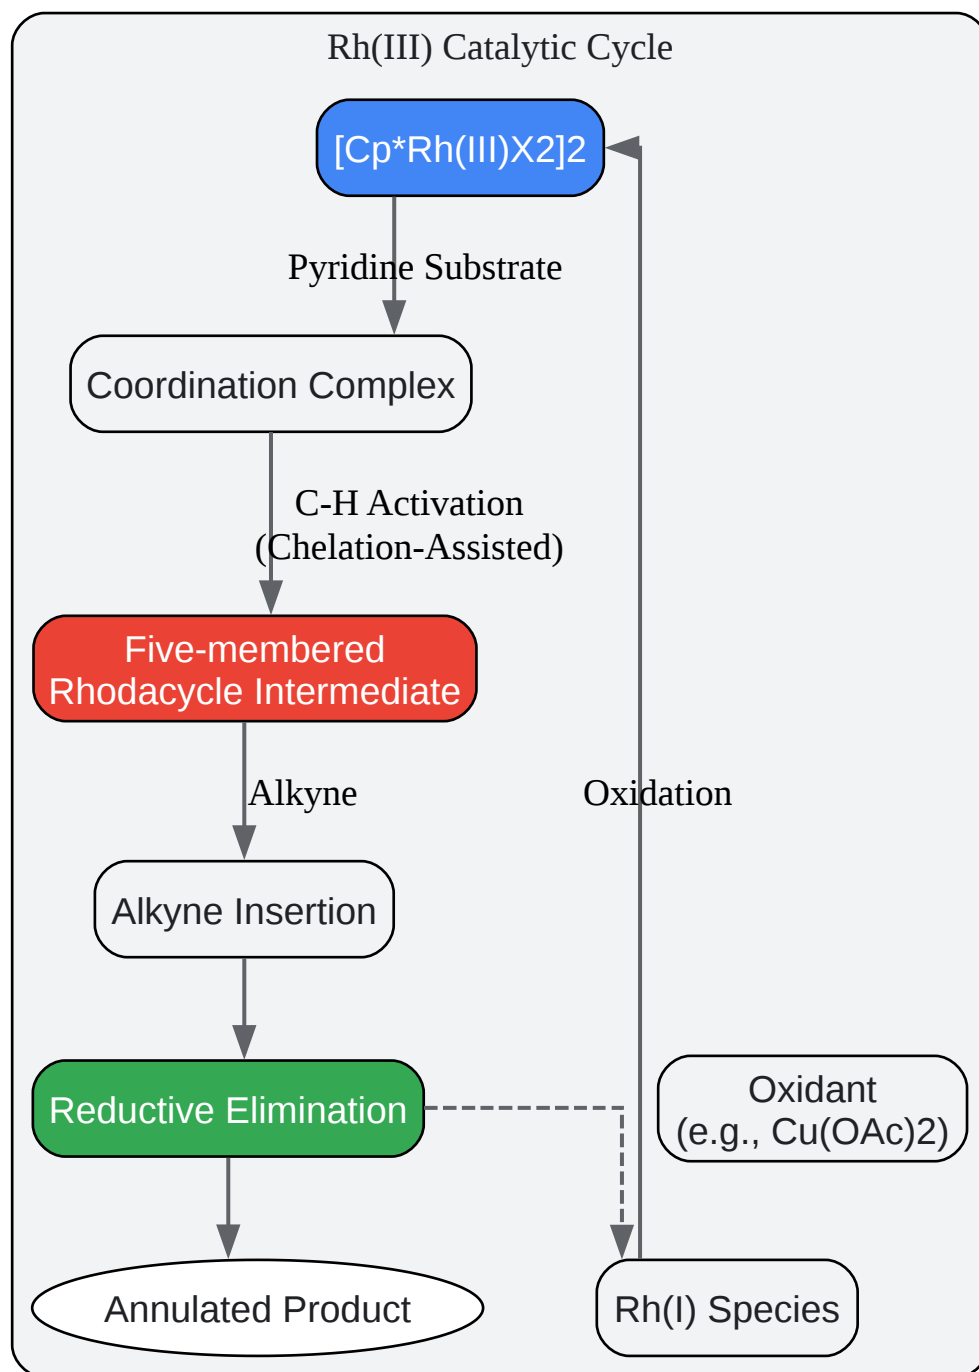 Rh(III) Catalytic Cycle
[Cp*Rh(III)X2]2
Pyridine Substrate
Coordination Complex
C-H Activation
(Chelation-Assisted)
Five-membered
Rhodacycle Intermediate
Alkyne
Oxidation
Alkyne Insertion
Reductive Elimination
Oxidant
(e.g., Cu(OAc)2)
Annulated Product
Rh(I) Species